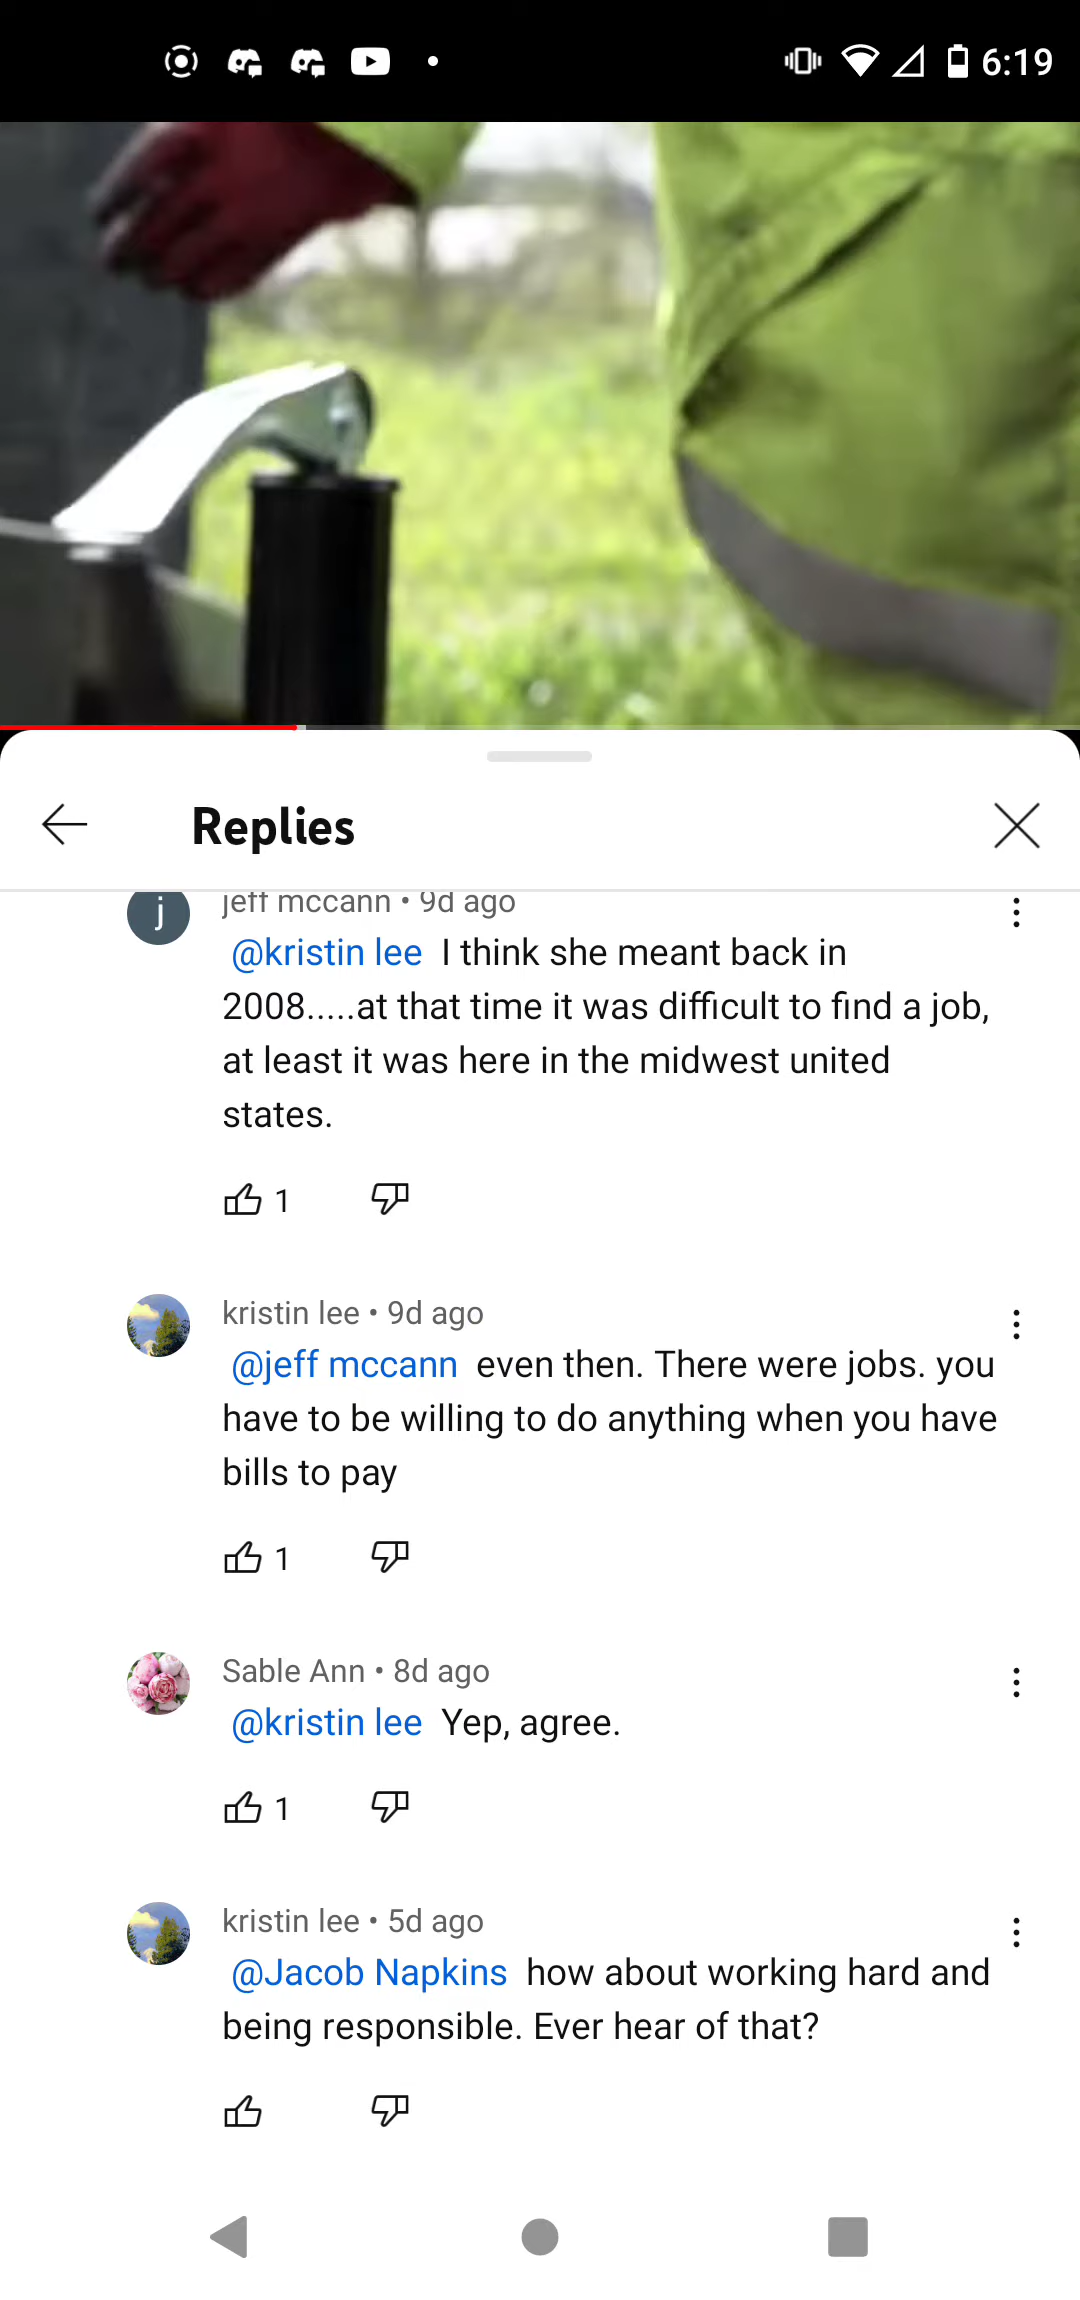 6:19
Replies
j
jeff mccann • 9d ago
@kristin lee I think she meant back in
2008.....at that time it was difficult to find a job,
at least it was here in the midwest united
states.
1
kristin lee • 9d ago
@jeff mccann even then. There were jobs. you
have to be willing to do anything when you have
bills to pay
1
Sable Ann • 8d ago
@kristin lee Yep, agree.
1
kristin lee • 5d ago
@Jacob Napkins how about working hard and
being responsible. Ever hear of that?